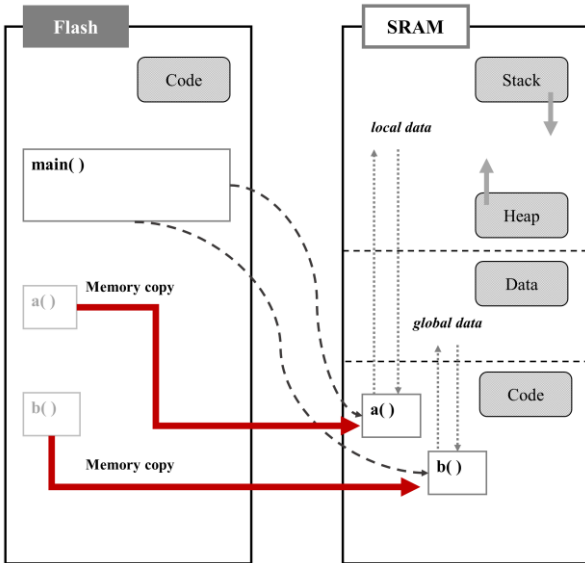 Flash
SRAM
Code
Stack
local data
main( )
Heap
Data
a( )
Memory copy
global data
Code
b( )
a( )
b( )
Memory copy